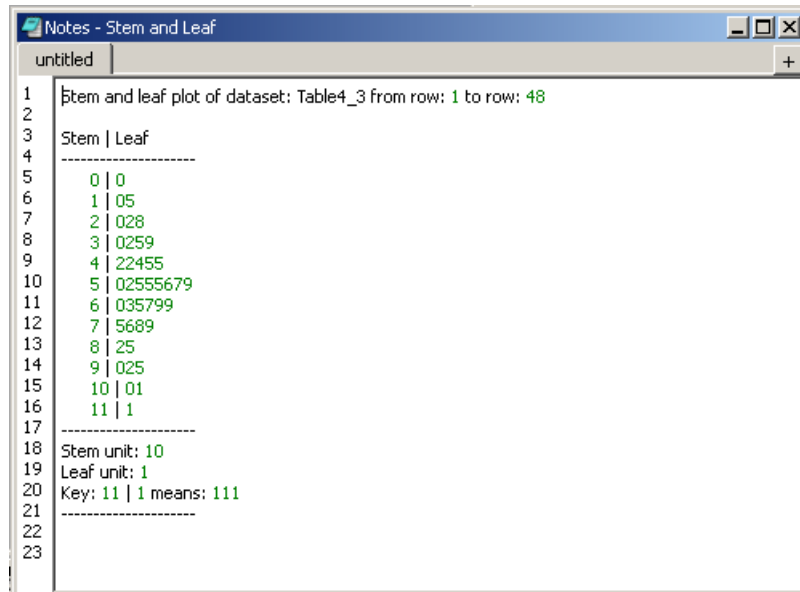 Notes - Stem and Leaf
untitled
+
1 Stem and leaf plot of dataset: Table4_3 from row: 1 to row: 48
2
3 Stem | Leaf
4 ---------------------
5 0 | 0
6 1 | 05
7 2 | 028
8 3 | 0259
9 4 | 22455
10 5 | 02555679
11 6 | 035799
12 7 | 5689
13 8 | 25
14 9 | 025
15 10 | 01
16 11 | 1
17 ---------------------
18 Stem unit: 10
19 Leaf unit: 1
20 Key: 11 | 1 means: 111
21 ---------------------
22
23